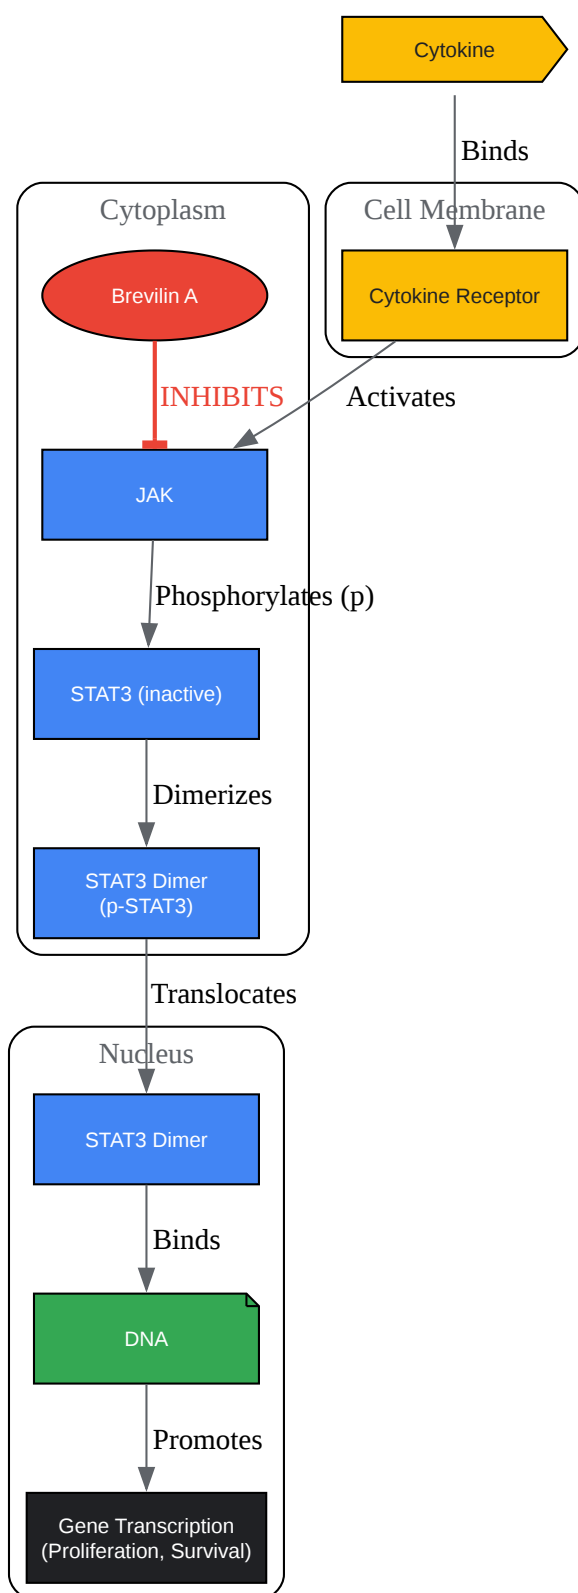 Cytokine
Binds
Cytoplasm
Cell Membrane
Brevilin A
Cytokine Receptor
INHIBITS
Activates
JAK
Phosphorylates (p)
STAT3 (inactive)
Dimerizes
STAT3 Dimer
(p-STAT3)
Translocates
Nucleus
STAT3 Dimer
Binds
DNA
Promotes
Gene Transcription
(Proliferation, Survival)